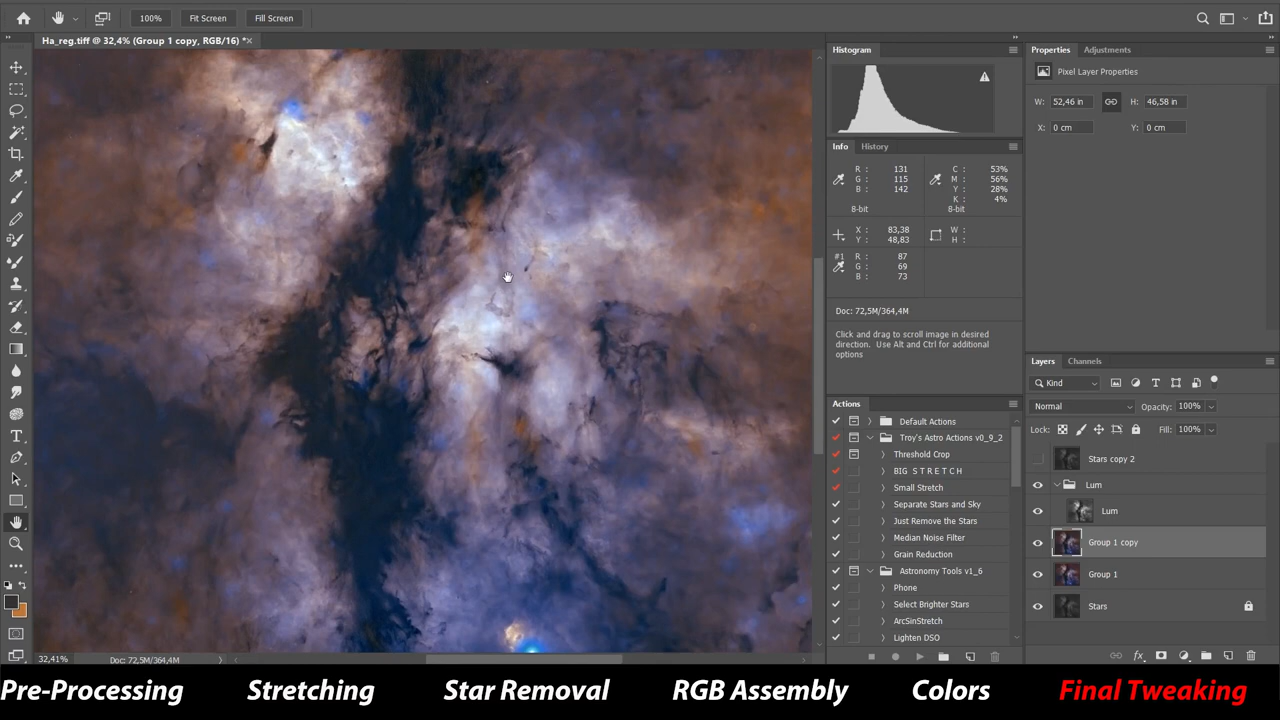 100%
Fit Screen
Fill Screen
Ha_reg.tiff @ 32,4% (Group 1 copy, RGB/16) *
Histogram
Info
History
R : 131
G : 115
B : 142
8-bit
C : 53%
M : 56%
Y : 28%
K : 4%
8-bit
X : 83,38
Y : 48,83
W :
H :
#1
R : 87
G : 69
B : 73
Doc: 72,5M/364,4M
Click and drag to scroll image in desired
direction. Use Alt and Ctrl for additional
options
Actions
Default Actions
Troy's Astro Actions v0_9_2
Threshold Crop
BIG S T R E T C H
Small Stretch
Separate Stars and Sky
Just Remove the Stars
Median Noise Filter
Grain Reduction
Astronomy Tools v1_6
Phone
Select Brighter Stars
ArcSinStretch
Lighten DSO
Properties
Adjustments
Pixel Layer Properties
W: 52,46 in
H: 46,58 in
X: 0 cm
Y: 0 cm
Layers
Channels
Kind
Normal
Opacity: 100%
Lock:
Fill: 100%
Stars copy 2
Lum
Lum
Group 1 copy
Group 1
Stars
fx
32,41%
Doc: 72,5M/364,4M
Pre-Processing
Stretching
Star Removal
RGB Assembly
Colors
Final Tweaking